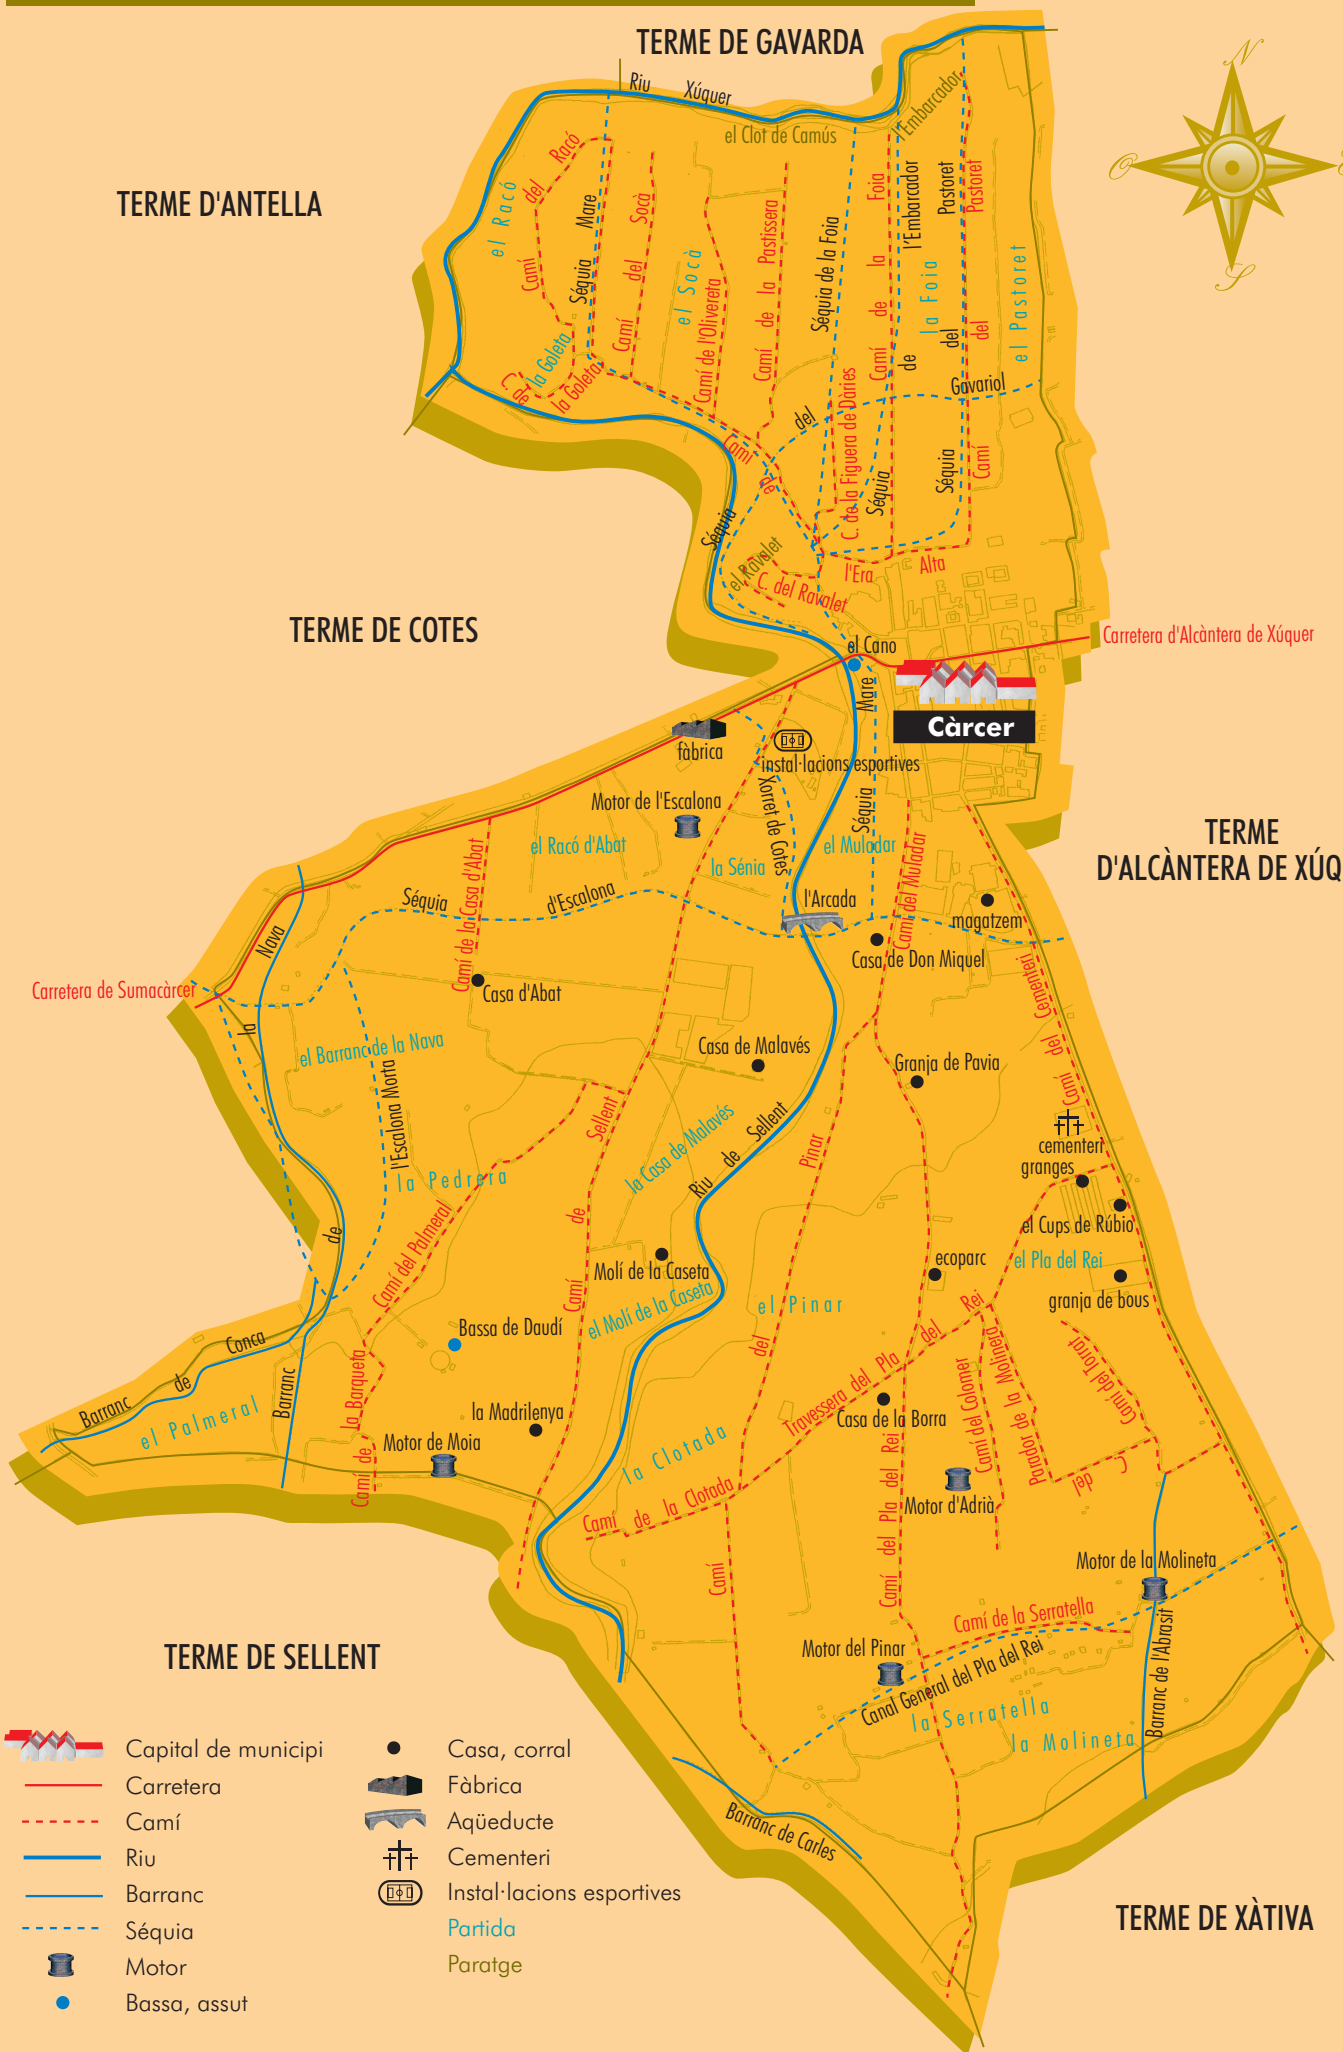 TERME DE GAVARDA
N
Riu Xúquer
el Clot de Camús
l'Embarcador
O
S
TERME D'ANTELLA
el Racó
Camí del Racó
Séquia Mare
Camí del Socà
el Socà
Camí de l'Olivereta
Camí de la Pastissera
Séquia de la Foia
Camí de la Foia
Séquia de l'Embarcador
la Foia
Séquia del Pastoret
Camí del Pastoret
el Pastoret
la Goleta
C. de la Goleta
Séquia del Gavariol
C. de la Figuera de Dàries
Camí de l'Era Alta
el Ravalet
C. del Ravalet
TERME DE COTES
el Cano
Carretera d'Alcàntera de Xúquer
Càrcer
fàbrica
instal·lacions esportives
Séquia Mare
Xorret de Cotes
Motor de l'Escalona
el Racó d'Abat
la Sénia
el Muladar
Camí del Muladar
TERME
D'ALCÀNTERA DE XÚQ
Camí de la Casa d'Abat
Séquia d'Escalona
l'Arcada
magatzem
Casa de Don Miquel
Camí del Cementeri
Carretera de Sumacàrcer
Casa d'Abat
Barranc de la Nava
el Barranc de la Nava
l'Escalona Morta
Casa de Malavés
Granja de Pavia
la Casa de Malavés
Riu de Sellent
Camí de Sellent
Camí del Pinar
cementeri
granges
la Pedrera
Camí del Palmeral
el Cups de Rúbio
el Pla del Rei
ecoparc
granja de bous
Molí de la Caseta
el Molí de la Caseta
el Pinar
Bassa de Daudí
Barranc de Conca
el Palmeral
Camí de La Barqueta
la Madrilenya
Motor de Moia
Travessera del Pla del Rei
Casa de la Borra
Camí del Colomer
Parador de la Molinera
Camí del Torrat
C. del
la Clotada
Camí de la Clotada
Camí del Pla del Rei
Motor d'Adrià
Motor de la Molineta
Camí de la Serratella
Motor del Pinar
Canal General del Pla del Rei
Barranc de l'Abrasit
la Serratella
la Molineta
Barranc de Carles
TERME DE SELLENT
TERME DE XÀTIVA
Capital de municipi
Carretera
Camí
Riu
Barranc
Séquia
Motor
Bassa, assut
Casa, corral
Fàbrica
Aqüeducte
Cementeri
Instal·lacions esportives
Partida
Paratge